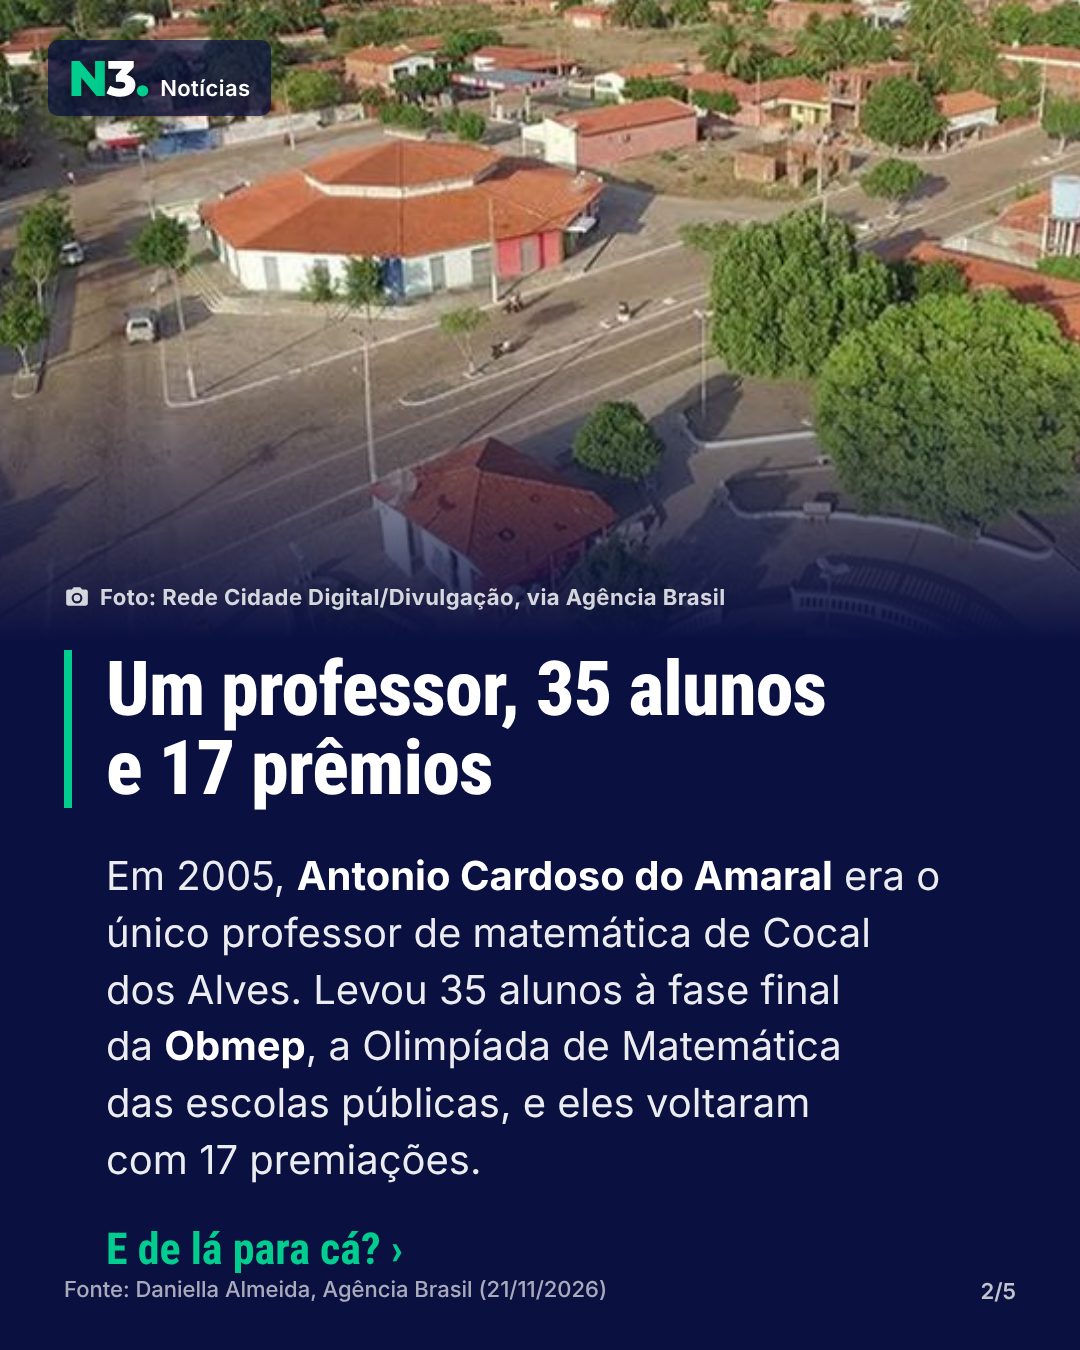 N3. Notícias
Foto: Rede Cidade Digital/Divulgação, via Agência Brasil
Um professor, 35 alunos
e 17 prêmios
Em 2005, Antonio Cardoso do Amaral era o
único professor de matemática de Cocal
dos Alves. Levou 35 alunos à fase final
da Obmep, a Olimpíada de Matemática
das escolas públicas, e eles voltaram
com 17 premiações.
E de lá para cá? ›
Fonte: Daniella Almeida, Agência Brasil (21/11/2026)
2/5